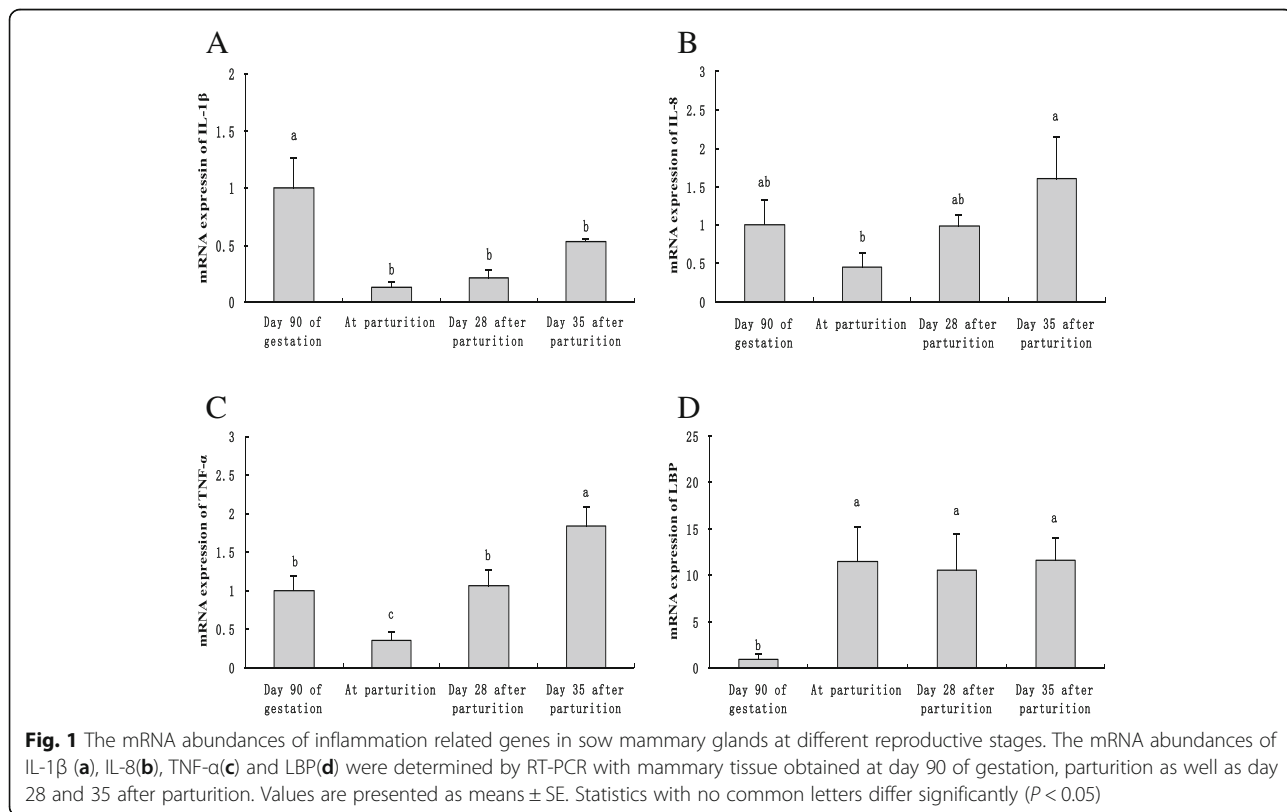 A
mRNA expressin of IL-1β
2
1.5
1
0.5
0
a
b
b
b
Day 90 of
gestation
At parturition
Day 28 after
parturition
Day 35 after
parturition
B
mRNA expression of IL-8
3
2.5
2
1.5
1
0.5
0
ab
b
ab
a
Day 90 of
gestation
At parturition
Day 28 after
parturition
Day 35 after
parturition
C
mRNA expression of TNF-α
3
2.5
2
1.5
1
0.5
0
b
c
b
a
Day 90 of
gestation
At parturition
Day 28 after
parturition
Day 35 after
parturition
D
mRNA expression of LBP
25
20
15
10
5
0
b
a
a
a
Day 90 of
gestation
At parturition
Day 28 after
parturition
Day 35 after
parturition
Fig. 1 The mRNA abundances of inflammation related genes in sow mammary glands at different reproductive stages. The mRNA abundances of
IL-1β (a), IL-8(b), TNF-α(c) and LBP(d) were determined by RT-PCR with mammary tissue obtained at day 90 of gestation, parturition as well as day
28 and 35 after parturition. Values are presented as means ± SE. Statistics with no common letters differ significantly (P < 0.05)